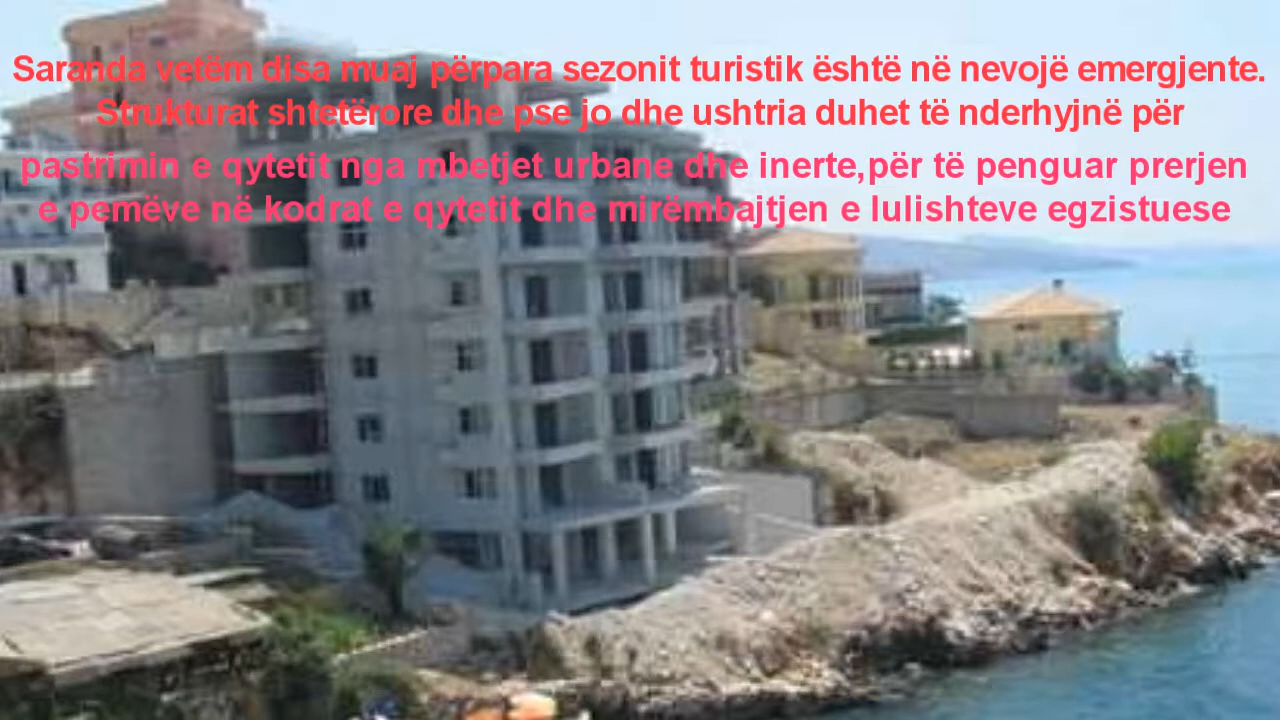 Saranda vetëm disa muaj përpara sezonit turistik është në nevojë emergjente.
Strukturat shtetërore dhe pse jo dhe ushtria duhet të nderhyjnë për
pastrimin e qytetit nga mbetjet urbane dhe inerte,për të penguar prerjen
e pemëve në kodrat e qytetit dhe mirëmbajtjen e lulishteve egzistuese